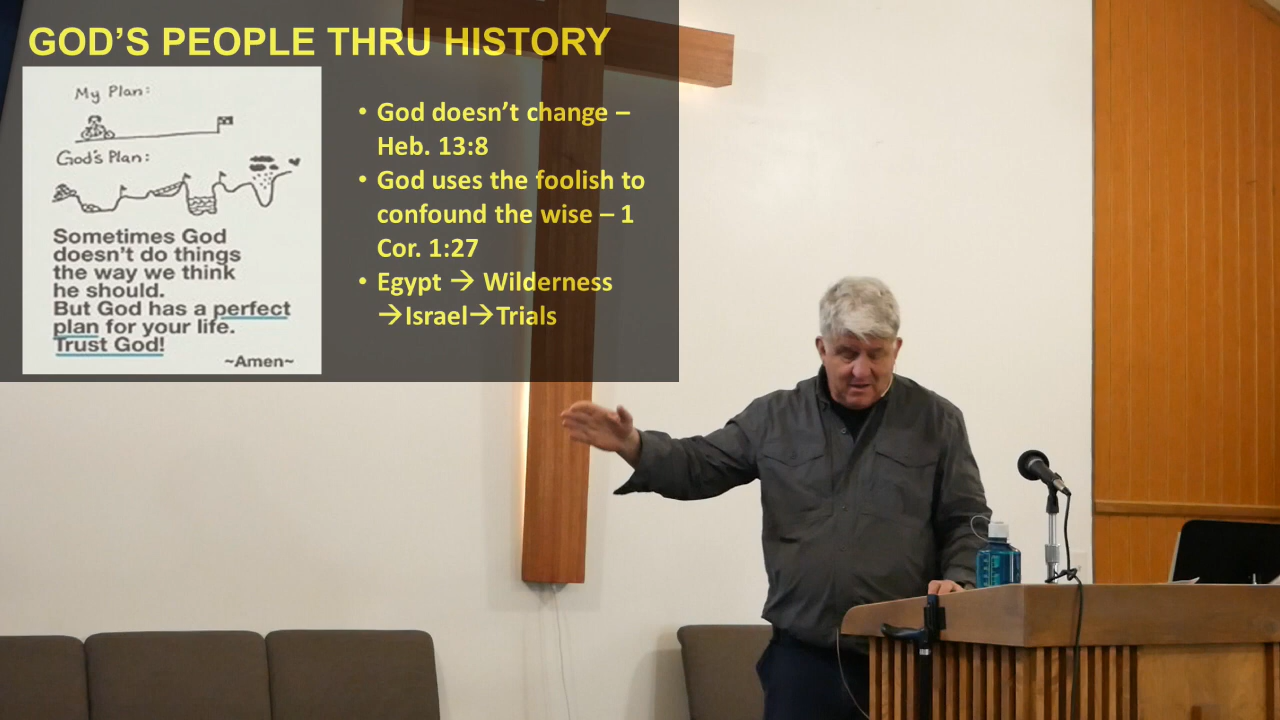 GOD'S PEOPLE THRU HISTORY
My Plan:
God's Plan:
Sometimes God
doesn't do things
the way we think
he should.
But God has a perfect
plan for your life.
Trust God!
~Amen~
• God doesn't change –
Heb. 13:8
• God uses the foolish to
confound the wise – 1
Cor. 1:27
• Egypt → Wilderness
→Israel→Trials